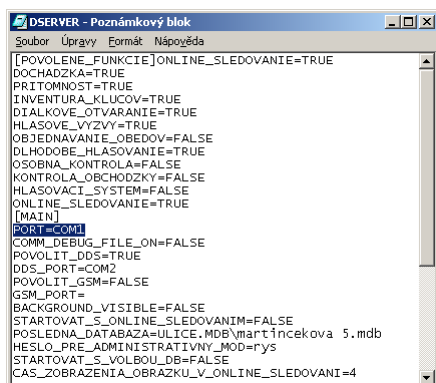 DSERVER - Poznámkový blok
Soubor Úpravy Formát Nápověda
[POVOLENE_FUNKCIE]ONLINE_SLEDOVANIE=TRUE
DOCHADZKA=TRUE
PRITOMNOST=TRUE
INVENTURA_KLUCOV=TRUE
DIALKOVE_OTVARANIE=TRUE
HLASOVE_VYZVY=TRUE
OBJEDNAVANIE_OBEDOV=FALSE
DLHODOBE_HLASOVANIE=TRUE
OSOBNA_KONTROLA=FALSE
KONTROLA_OBCHODZKY=FALSE
HLASOVACI_SYSTEM=FALSE
ONLINE_SLEDOVANIE=TRUE
[MAIN]
PORT=COM1
COMM_DEBUG_FILE_ON=FALSE
POVOLIT_DDS=TRUE
DDS_PORT=COM2
POVOLIT_GSM=FALSE
GSM_PORT=
BACKGROUND_VISIBLE=FALSE
STARTOVAT_S_ONLINE_SLEDOVANIM=FALSE
POSLEDNA_DATABAZA=ULICE.MDB\martincekova 5.mdb
HESLO_PRE_ADMINISTRATIVNY_MOD=rys
STARTOVAT_S_VOLBOU_DB=FALSE
CAS_ZOBRAZENIA_OBRAZKU_V_ONLINE_SLEDOVANI=4